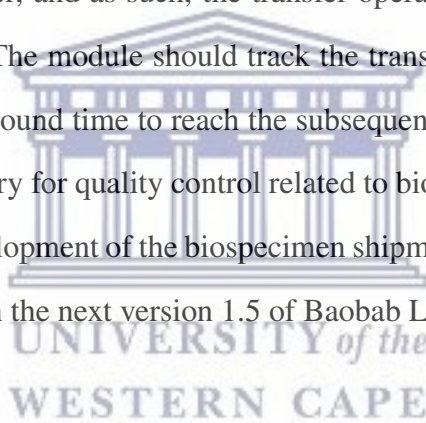 er, and as such, the transfer opera
The module should track the trans
ound time to reach the subsequen
ry for quality control related to bio
lopment of the biospecimen shipm
n the next version 1.5 of Baobab L
UNIVERSITY of the
WESTERN CAPE